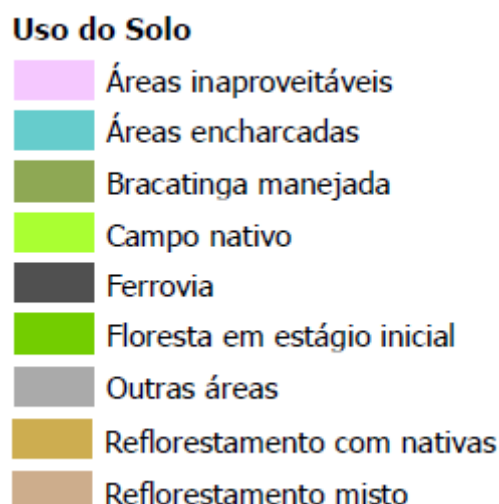 Uso do Solo
Áreas inaproveitáveis
Áreas encharcadas
Bracatinga manejada
Campo nativo
Ferrovia
Floresta em estágio inicial
Outras áreas
Reflorestamento com nativas
Reflorestamento misto